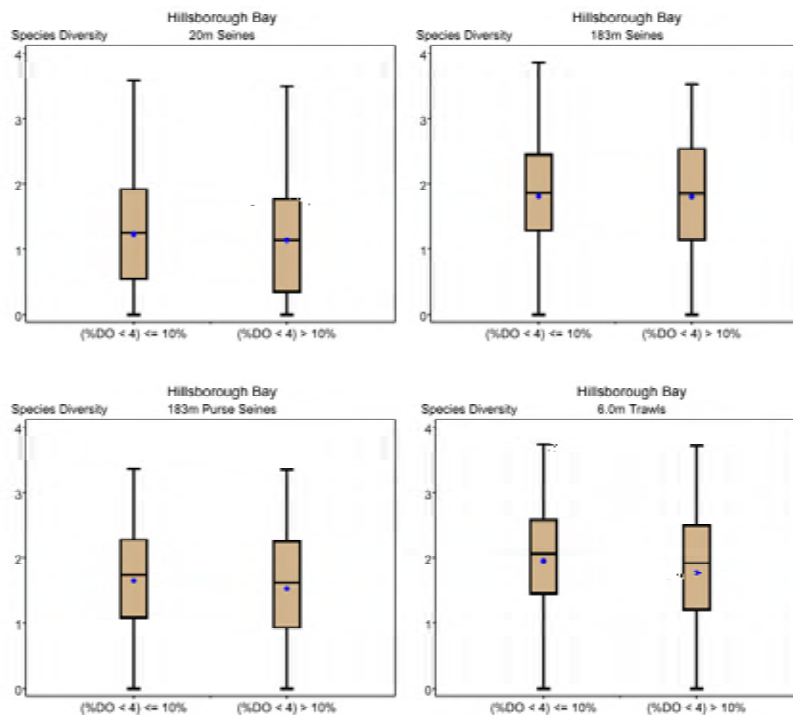 Hillsborough Bay
Species Diversity 20m Seines
4
3
2
1
0
(%DO < 4) <= 10% (%DO < 4) > 10%
Hillsborough Bay
Species Diversity 183m Seines
4
3
2
1
0
(%DO < 4) <= 10% (%DO < 4) > 10%
Hillsborough Bay
Species Diversity 183m Purse Seines
4
3
2
1
0
(%DO < 4) <= 10% (%DO < 4) > 10%
Hillsborough Bay
Species Diversity 6.0m Trawls
4
3
2
1
0
(%DO < 4) <= 10% (%DO < 4) > 10%